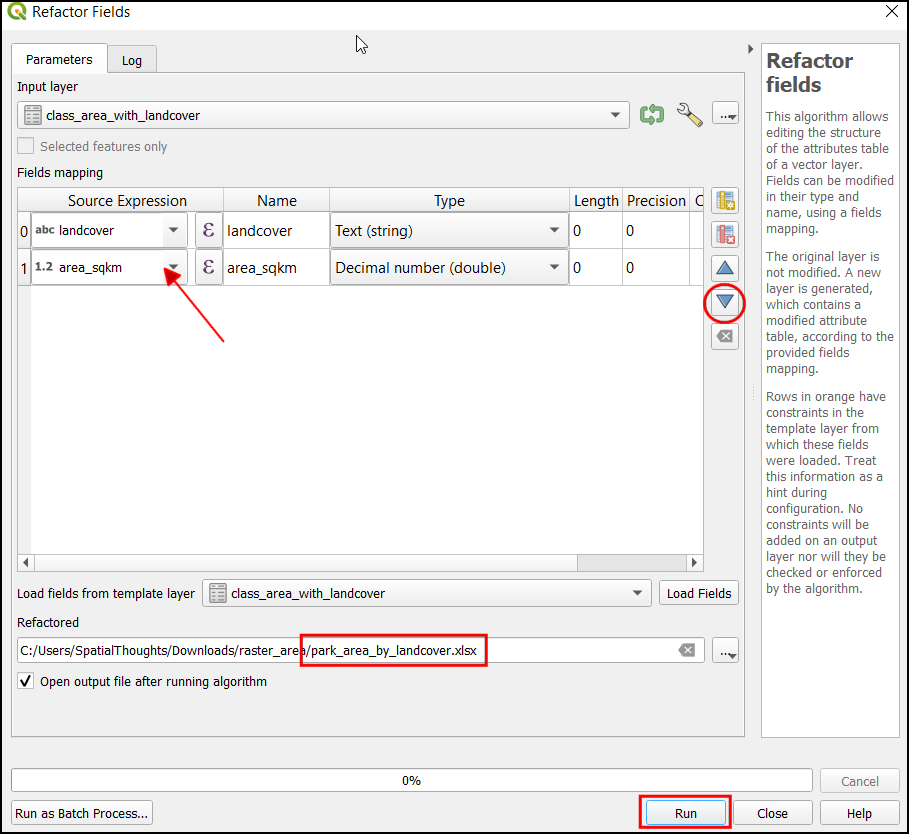 Refactor Fields
Parameters
Log
Input layer
class_area_with_landcover
...
Selected features only
Fields mapping
Source Expression Name Type Length Precision C
0 abc landcover ε landcover Text (string) 0 0
1 1.2 area_sqkm ε area_sqkm Decimal number (double) 0 0
Load fields from template layer class_area_with_landcover Load Fields
Refactored
C:/Users/SpatialThoughts/Downloads/raster_area/park_area_by_landcover.xlsx
...
Open output file after running algorithm
Refactor
fields
This algorithm allows
editing the structure
of the attributes table
of a vector layer.
Fields can be modified
in their type and
name, using a fields
mapping.
The original layer is
not modified. A new
layer is generated,
which contains a
modified attribute
table, according to the
provided fields
mapping.
Rows in orange have
constraints in the
template layer from
which these fields
were loaded. Treat
this information as a
hint during
configuration. No
constraints will be
added on an output
layer nor will they be
checked or enforced
by the algorithm.
0%
Cancel
Run as Batch Process...
Run
Close
Help